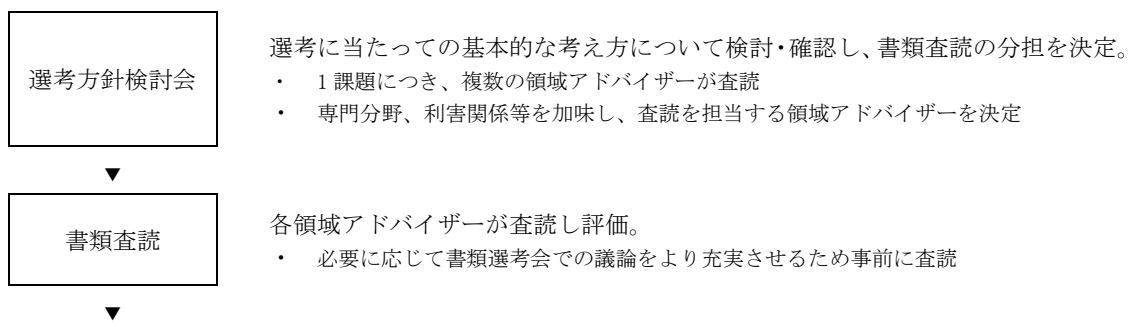 選考方針検討会
選考に当たっての基本的な考え方について検討・確認し、書類査読の分担を決定。
・ 1課題につき、複数の領域アドバイザーが査読
・ 専門分野、利害関係等を加味し、査読を担当する領域アドバイザーを決定
▼
書類査読
各領域アドバイザーが査読し評価。
・ 必要に応じて書類選考会での議論をより充実させるため事前に査読
▼